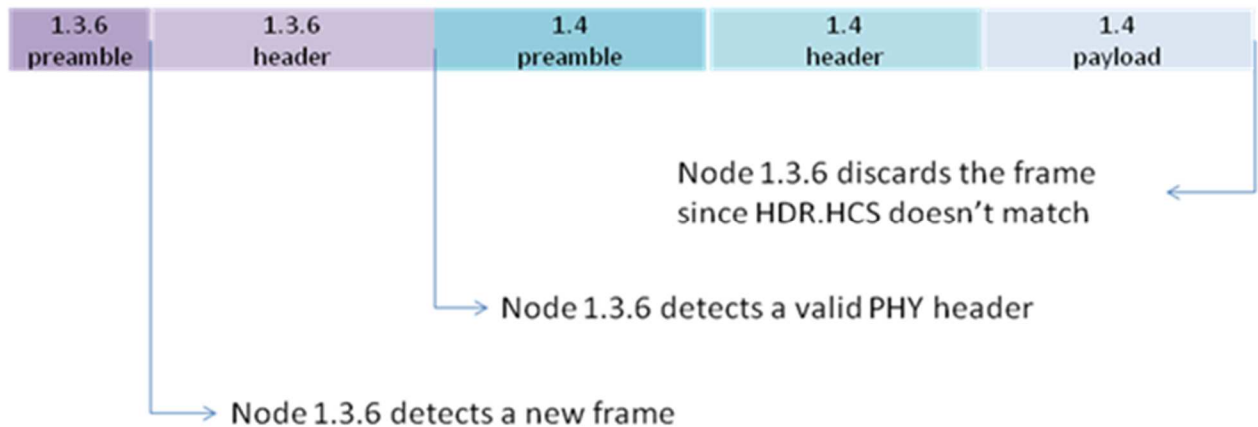 1.3.6 preamble
1.3.6 header
1.4 preamble
1.4 header
1.4 payload
Node 1.3.6 discards the frame
since HDR.HCS doesn't match
Node 1.3.6 detects a valid PHY header
Node 1.3.6 detects a new frame